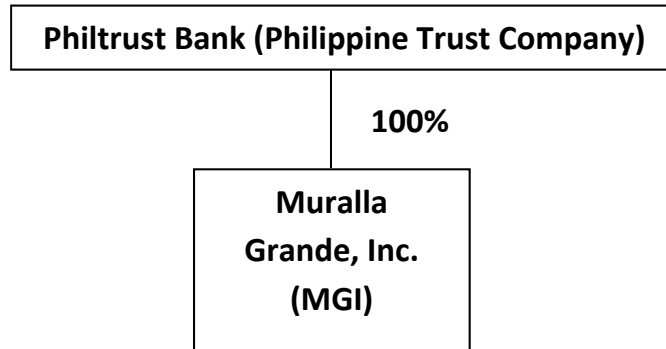 Philtrust Bank (Philippine Trust Company)
100%
Muralla
Grande, Inc.
(MGI)